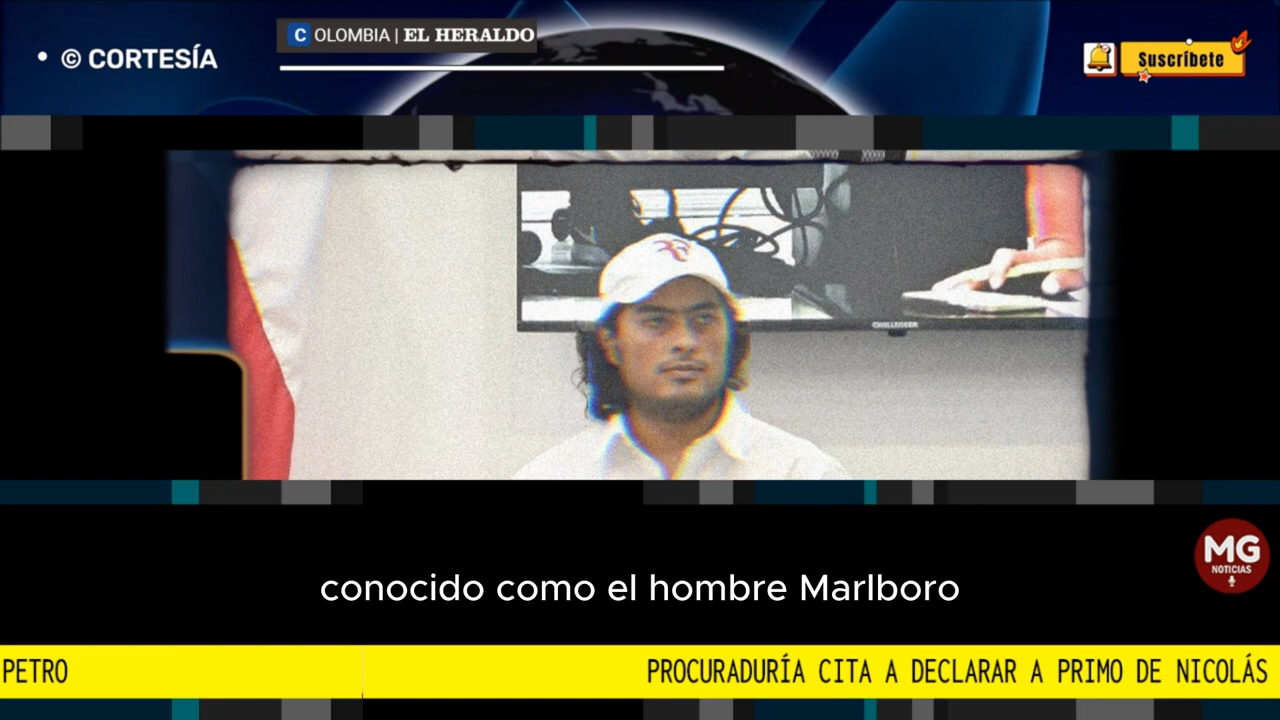 • © CORTESÍA
COLOMBIA | EL HERALDO
Suscríbete
CHALLENGER
conocido como el hombre Marlboro
MG
NOTICIAS
PETRO
PROCURADURÍA CITA A DECLARAR A PRIMO DE NICOLÁS